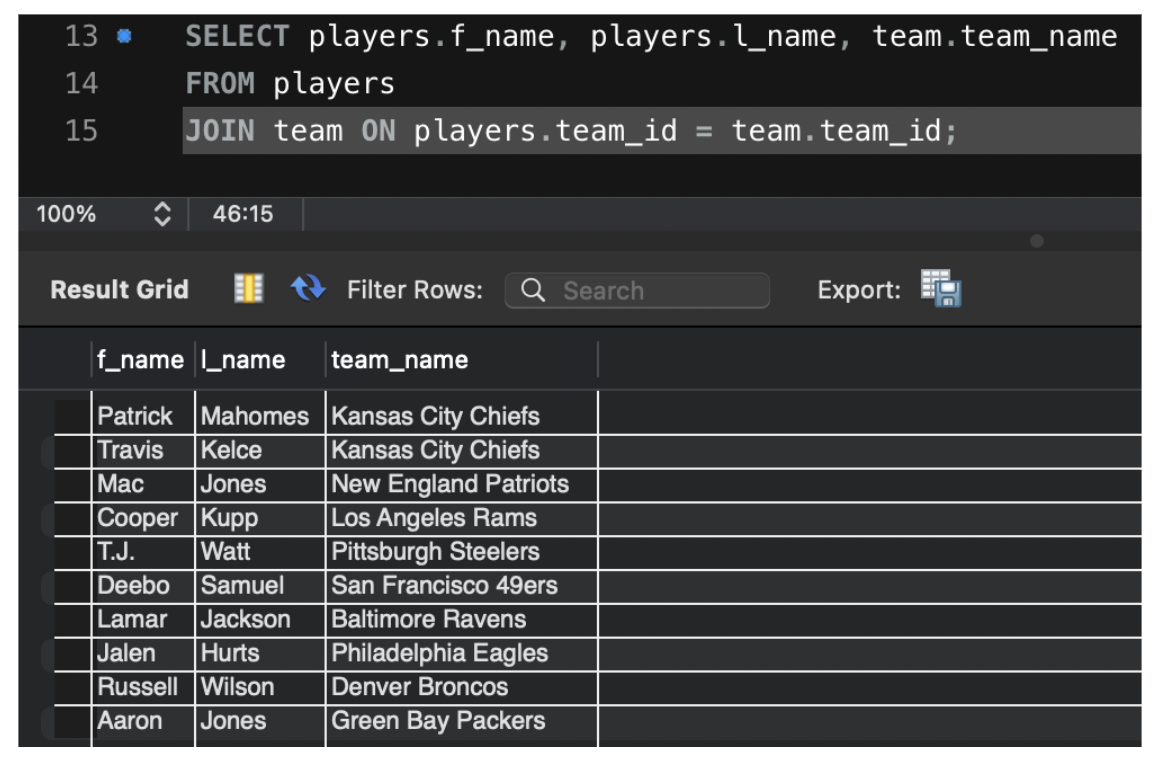 13 SELECT players.f_name, players.l_name, team.team_name
14 FROM players
15 JOIN team ON players.team_id = team.team_id;
100% 46:15
Result Grid Filter Rows: Search Export:
f_name l_name team_name
Patrick Mahomes Kansas City Chiefs
Travis Kelce Kansas City Chiefs
Mac Jones New England Patriots
Cooper Kupp Los Angeles Rams
T.J. Watt Pittsburgh Steelers
Deebo Samuel San Francisco 49ers
Lamar Jackson Baltimore Ravens
Jalen Hurts Philadelphia Eagles
Russell Wilson Denver Broncos
Aaron Jones Green Bay Packers